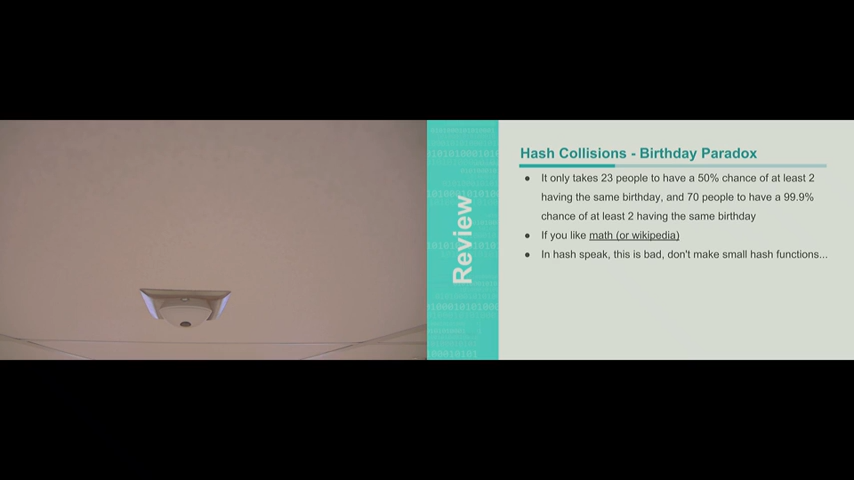 Review
Hash Collisions - Birthday Paradox
● It only takes 23 people to have a 50% chance of at least 2
having the same birthday, and 70 people to have a 99.9%
chance of at least 2 having the same birthday
● If you like math (or wikipedia)
● In hash speak, this is bad, don't make small hash functions...